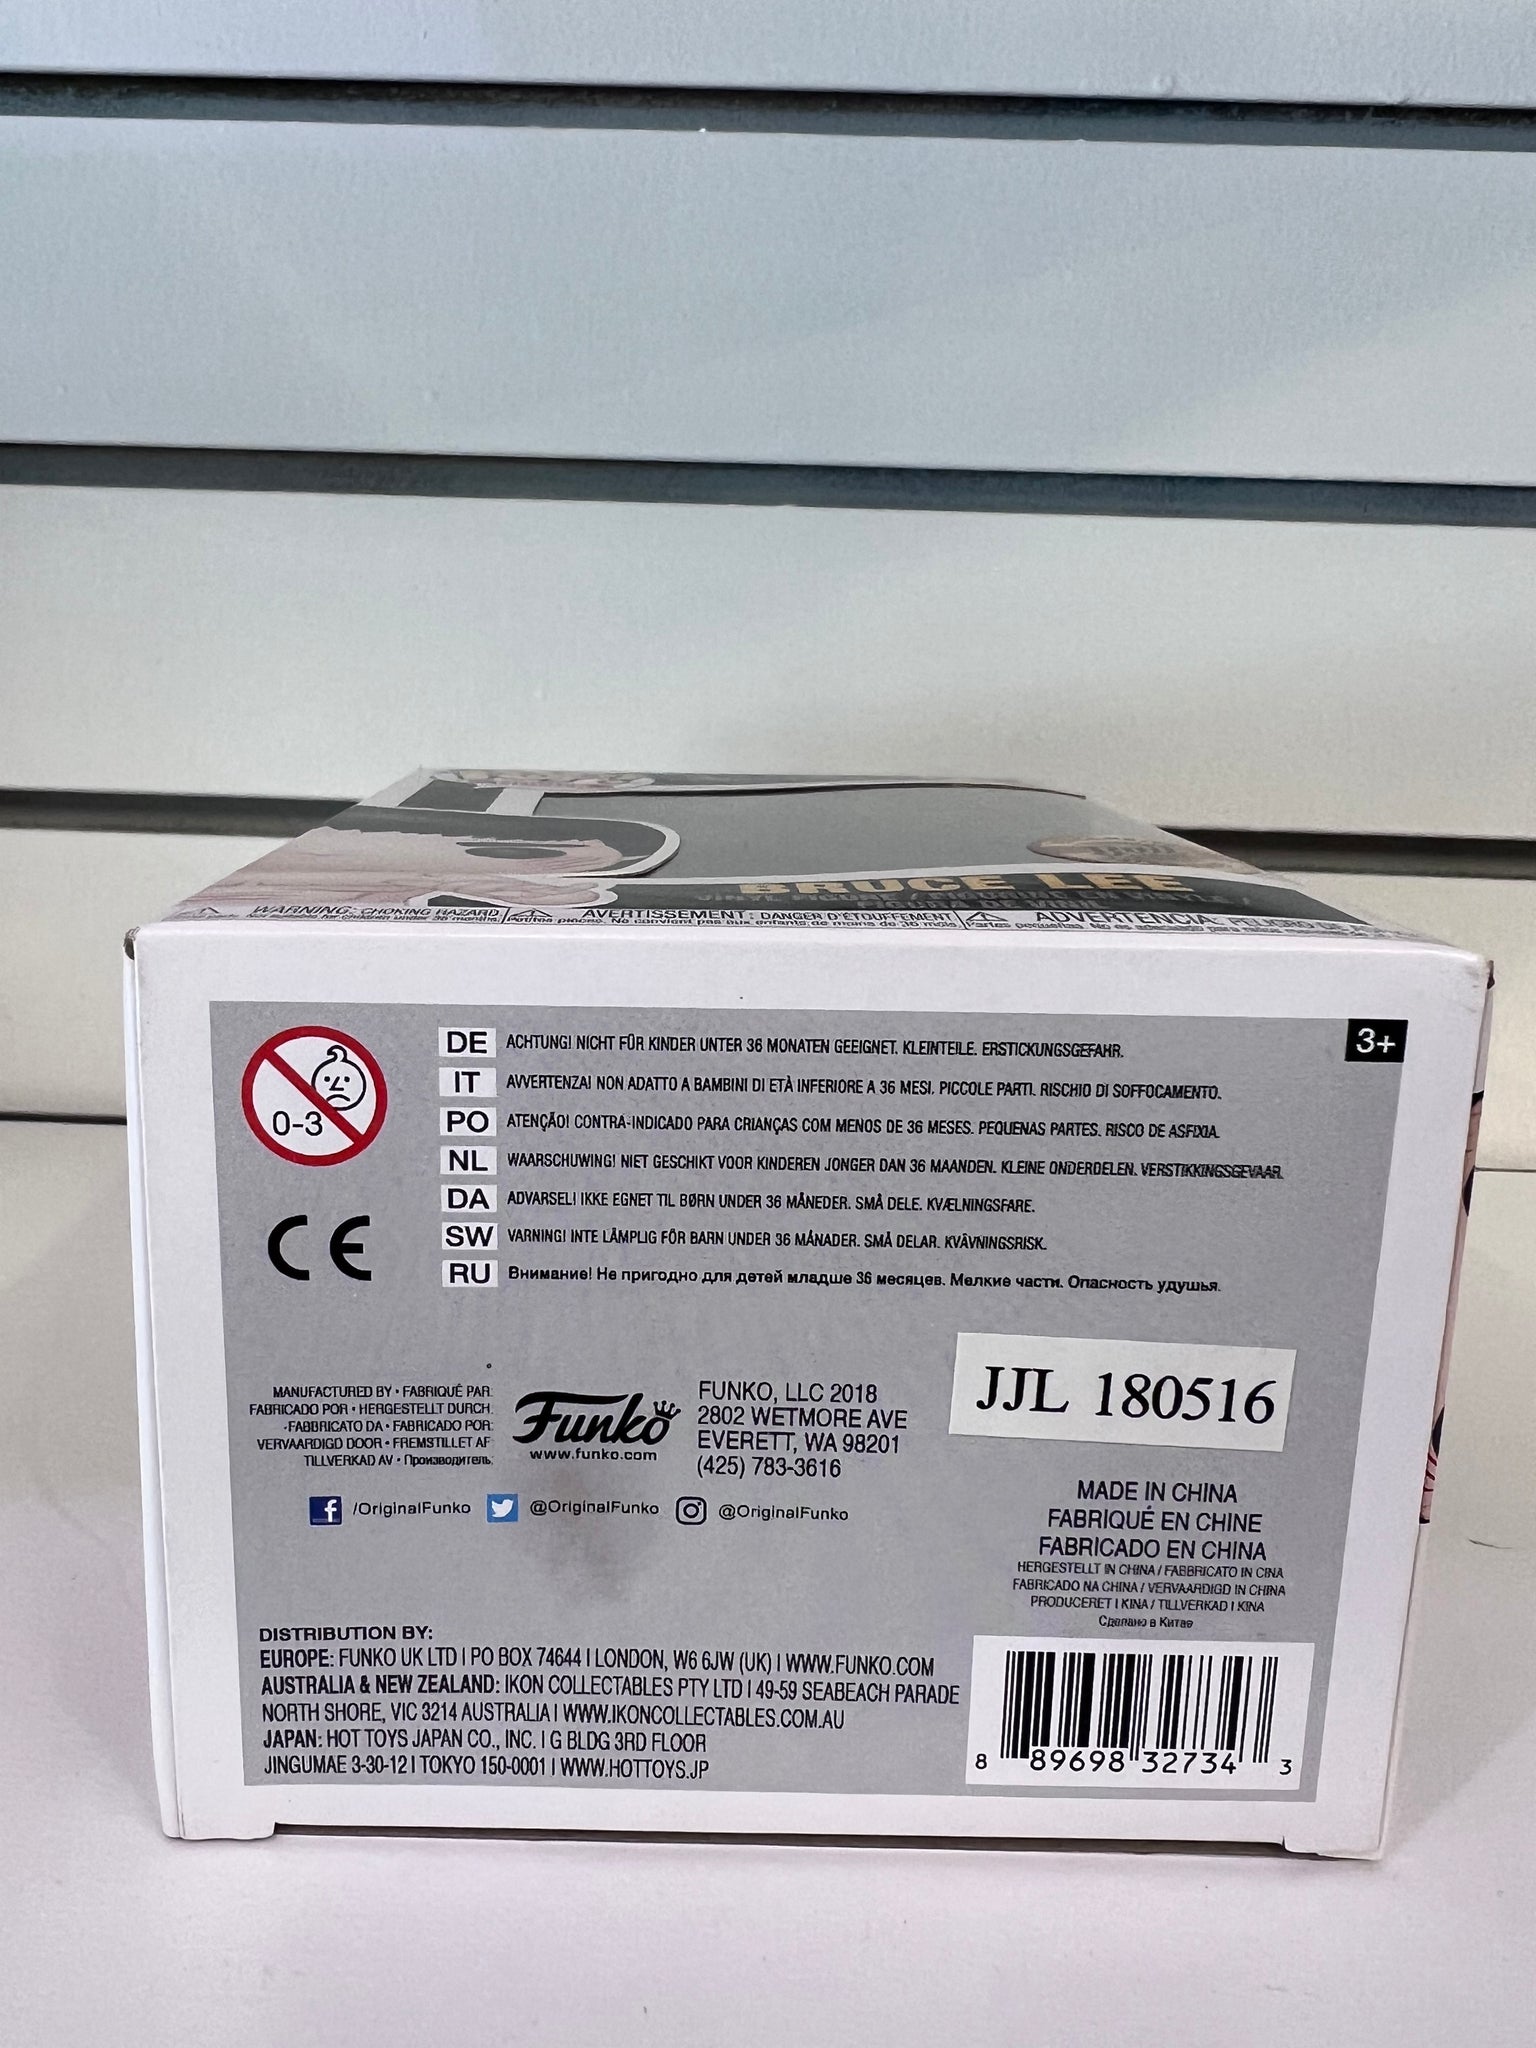 BRUCE LEE
WARNING: CHOKING HAZARD
AVERTISSEMENT: DANGER D'ÉTOUFFEMENT
ADVERTENCIA:
0-3
CE
3+
DE ACHTUNG! NICHT FÜR KINDER UNTER 36 MONATEN GEEIGNET. KLEINTEILE. ERSTICKUNGSGEFAHR.
IT AVVERTENZA! NON ADATTO A BAMBINI DI ETÀ INFERIORE A 36 MESI. PICCOLE PARTI. RISCHIO DI SOFFOCAMENTO.
PO ATENÇÃO! CONTRA-INDICADO PARA CRIANÇAS COM MENOS DE 36 MESES. PEQUENAS PARTES. RISCO DE ASFIXIA.
NL WAARSCHUWING! NIET GESCHIKT VOOR KINDEREN JONGER DAN 36 MAANDEN. KLEINE ONDERDELEN. VERSTIKKINGSGEVAAR.
DA ADVARSEL! IKKE EGNET TIL BØRN UNDER 36 MÅNEDER. SMÅ DELE. KVÆLNINGSFARE.
SW VARNING! INTE LÄMPLIG FÖR BARN UNDER 36 MÅNADER. SMÅ DELAR. KVÄVNINGSRISK.
RU Внимание! Не пригодно для детей младше 36 месяцев. Мелкие части. Опасность удушья.
MANUFACTURED BY • FABRIQUÉ PAR:
FABRICADO POR • HERGESTELLT DURCH:
•FABBRICATO DA • FABRICADO POR:
VERVAARDIGD DOOR • FREMSTILLET AF
TILLVERKAD AV • Производитель:
Funko
www.funko.com
FUNKO, LLC 2018
2802 WETMORE AVE
EVERETT, WA 98201
(425) 783-3616
JJL 180516
f /OriginalFunko @OriginalFunko @OriginalFunko
MADE IN CHINA
FABRIQUÉ EN CHINE
FABRICADO EN CHINA
HERGESTELLT IN CHINA / FABBRICATO IN CINA
FABRICADO NA CHINA / VERVAARDIGD IN CHINA
PRODUCERET I KINA / TILLVERKAD I KINA
Сделано в Китае
DISTRIBUTION BY:
EUROPE: FUNKO UK LTD | PO BOX 74644 | LONDON, W6 6JW (UK) | WWW.FUNKO.COM
AUSTRALIA & NEW ZEALAND: IKON COLLECTABLES PTY LTD | 49-59 SEABEACH PARADE
NORTH SHORE, VIC 3214 AUSTRALIA | WWW.IKONCOLLECTABLES.COM.AU
JAPAN: HOT TOYS JAPAN CO., INC. | G BLDG 3RD FLOOR
JINGUMAE 3-30-12 | TOKYO 150-0001 | WWW.HOTTOYS.JP
8 89698 32734 3